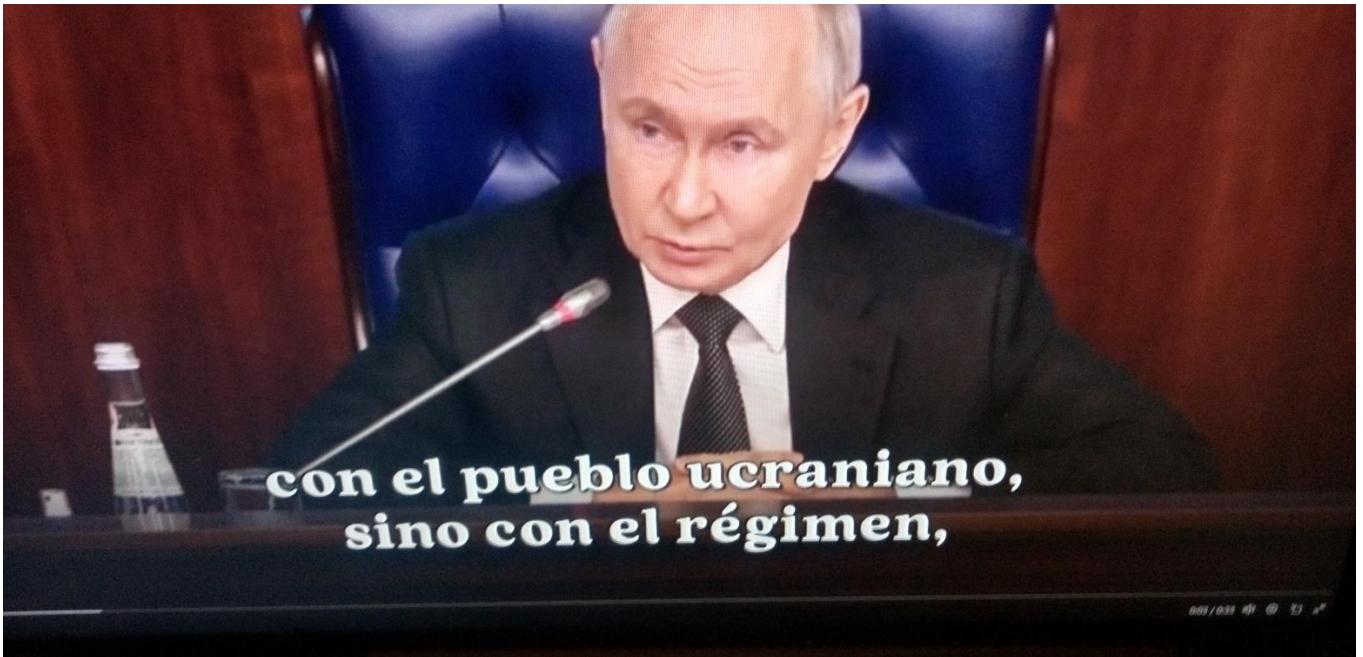 con el pueblo ucraniano,
sino con el régimen,